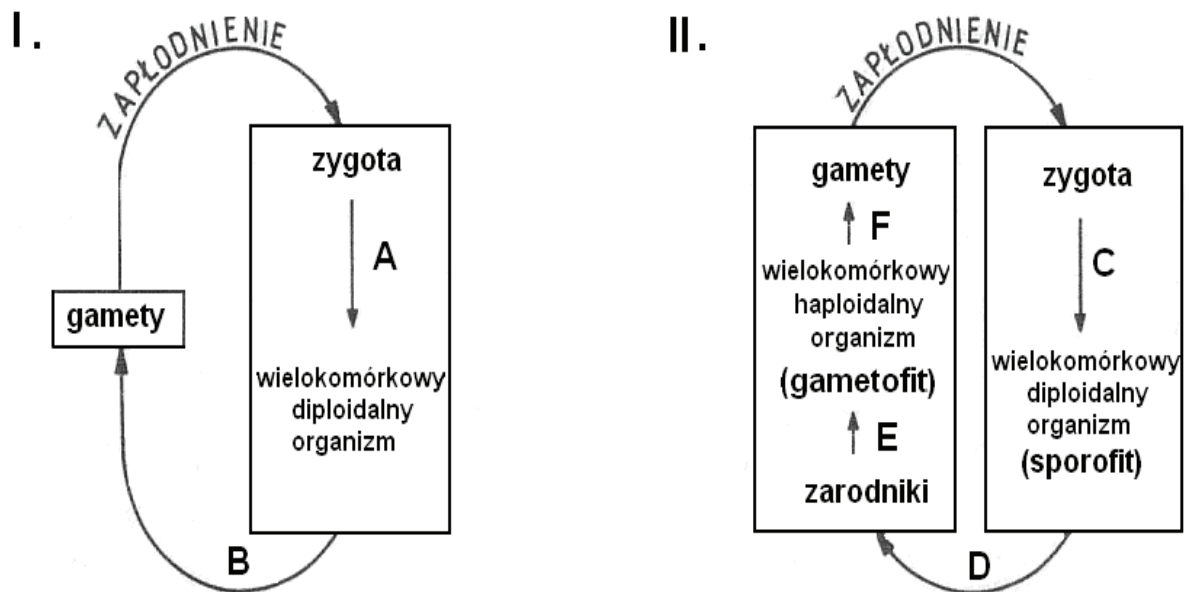 I.
ZAPŁODNIENIE
zygota
A
gamety
wielokomórkowy
diploidalny
organizm
B
II.
ZAPŁODNIENIE
gamety
F
wielokomórkowy
haploidalny
organizm
(gametofit)
E
zarodniki
zygota
C
wielokomórkowy
diploidalny
organizm
(sporofit)
D